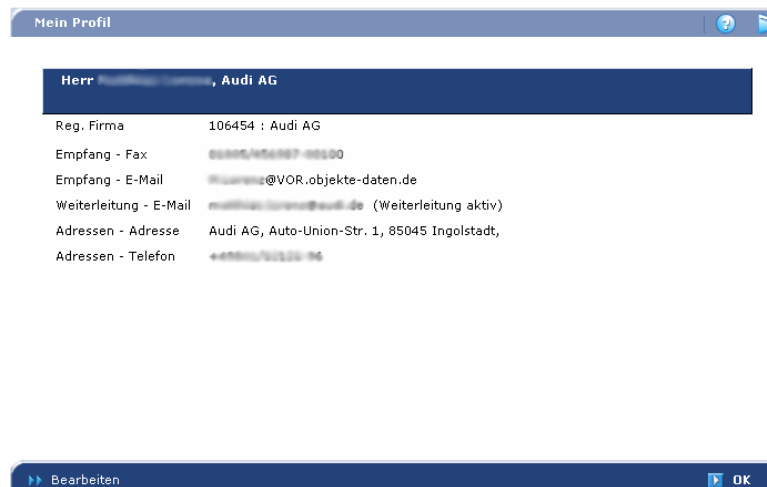 Mein Profil
Herr , Audi AG
Reg. Firma 106454 : Audi AG
Empfang - Fax
Empfang - E-Mail @VOR.objekte-daten.de
Weiterleitung - E-Mail (Weiterleitung aktiv)
Adressen - Adresse Audi AG, Auto-Union-Str. 1, 85045 Ingolstadt,
Adressen - Telefon
Bearbeiten OK